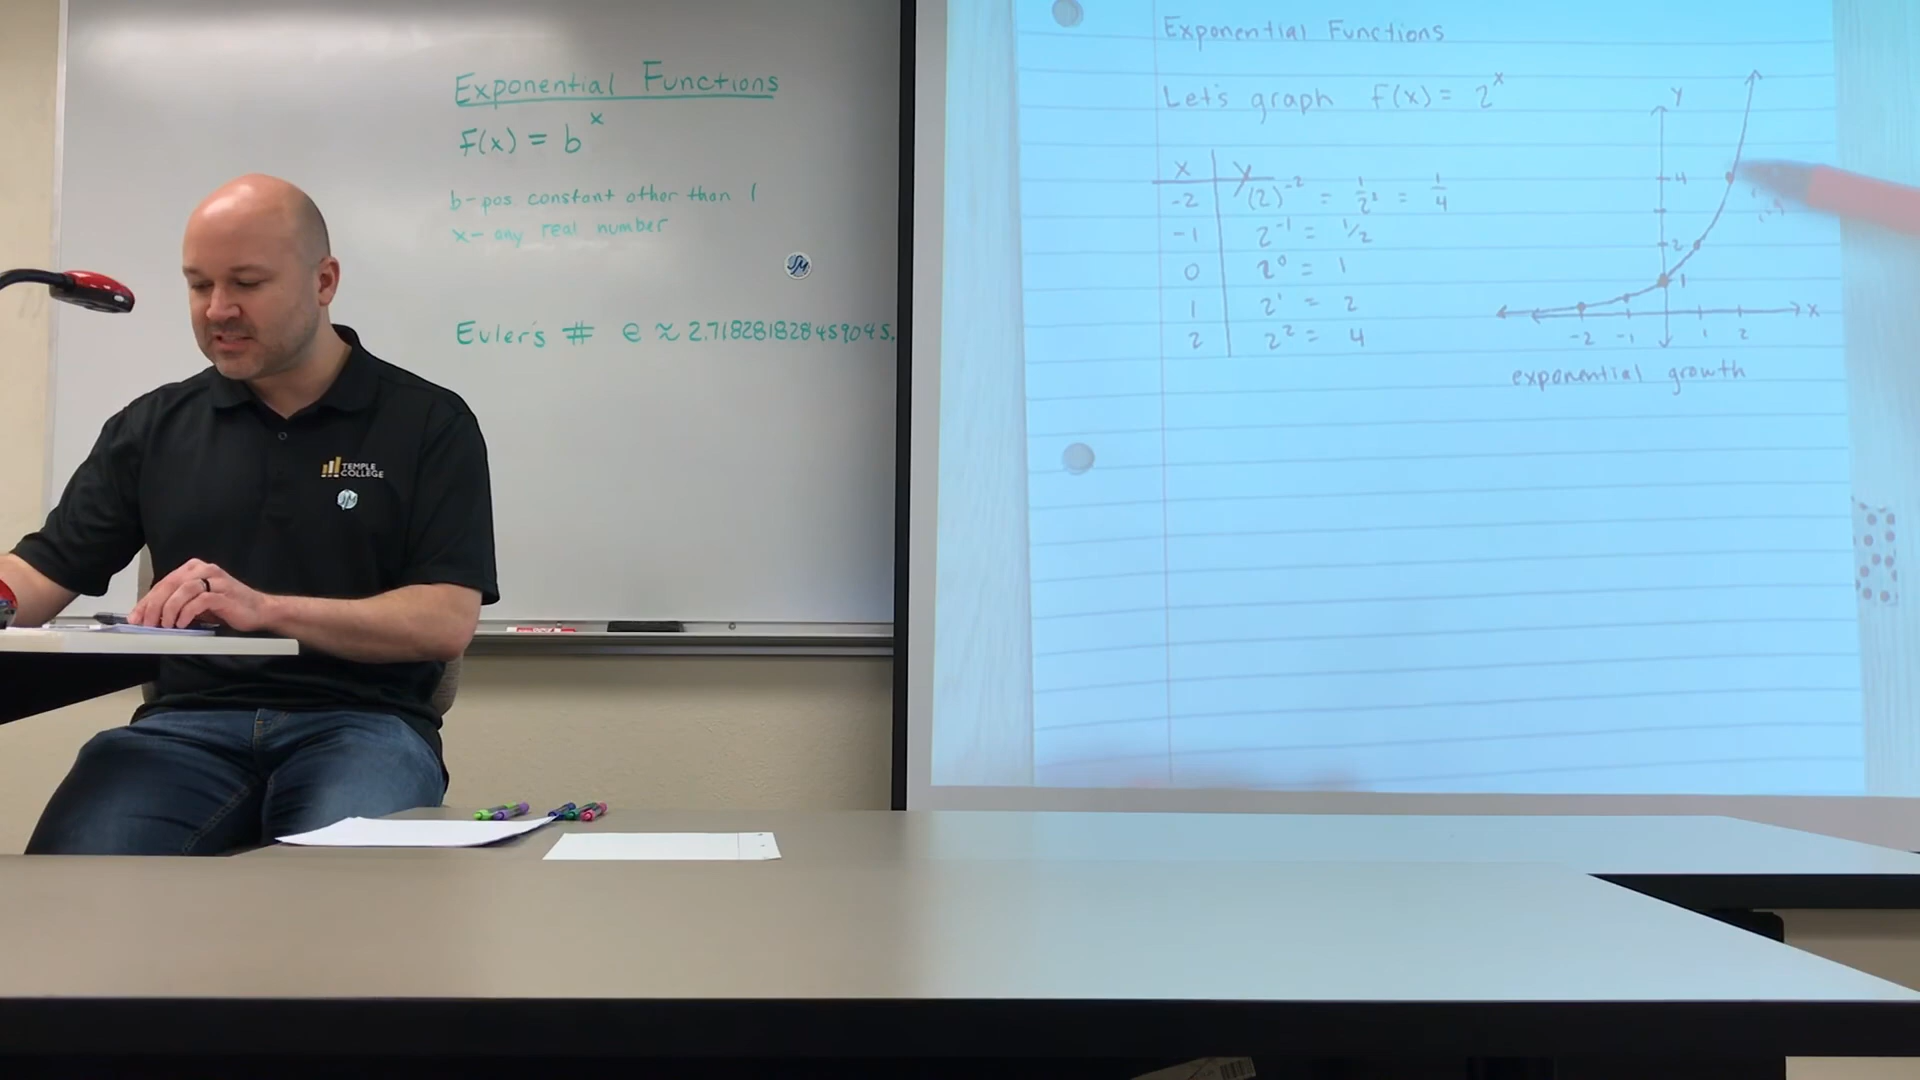 Exponential Functions
f(x) = b^x
b-pos constant other than 1
x- any real number
Euler's # e ≈ 2.718281828459045.
TEMPLE
COLLEGE
Exponential Functions
Let's graph f(x) = 2^x
x | y
-2 | (2)^-2 = 1/2² = 1/4
-1 | 2^-1 = 1/2
0 | 2^0 = 1
1 | 2^1 = 2
2 | 2^2 = 4
Y
4
2
1
x
-2 -1 1 2
exponential growth